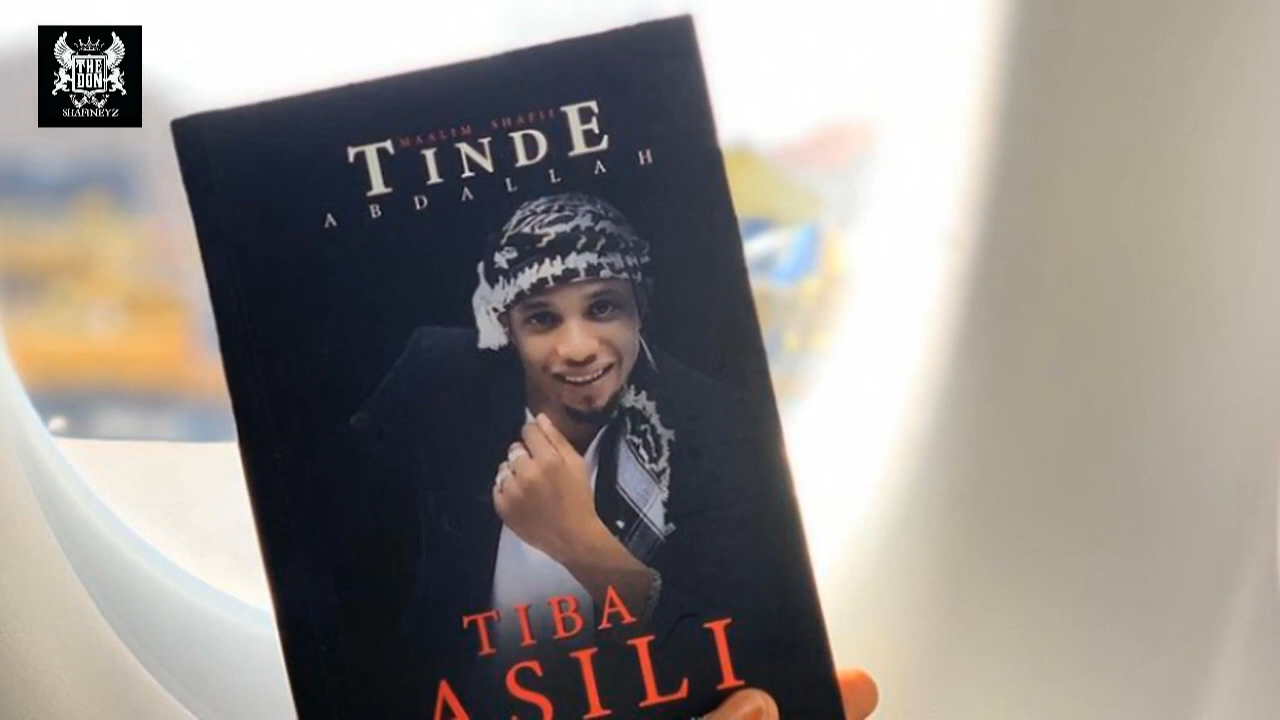 THE
DON
SHAFINEYZ
MAALIM SHAFII
TINDE
ABDALLAH
TIBA
ASILI